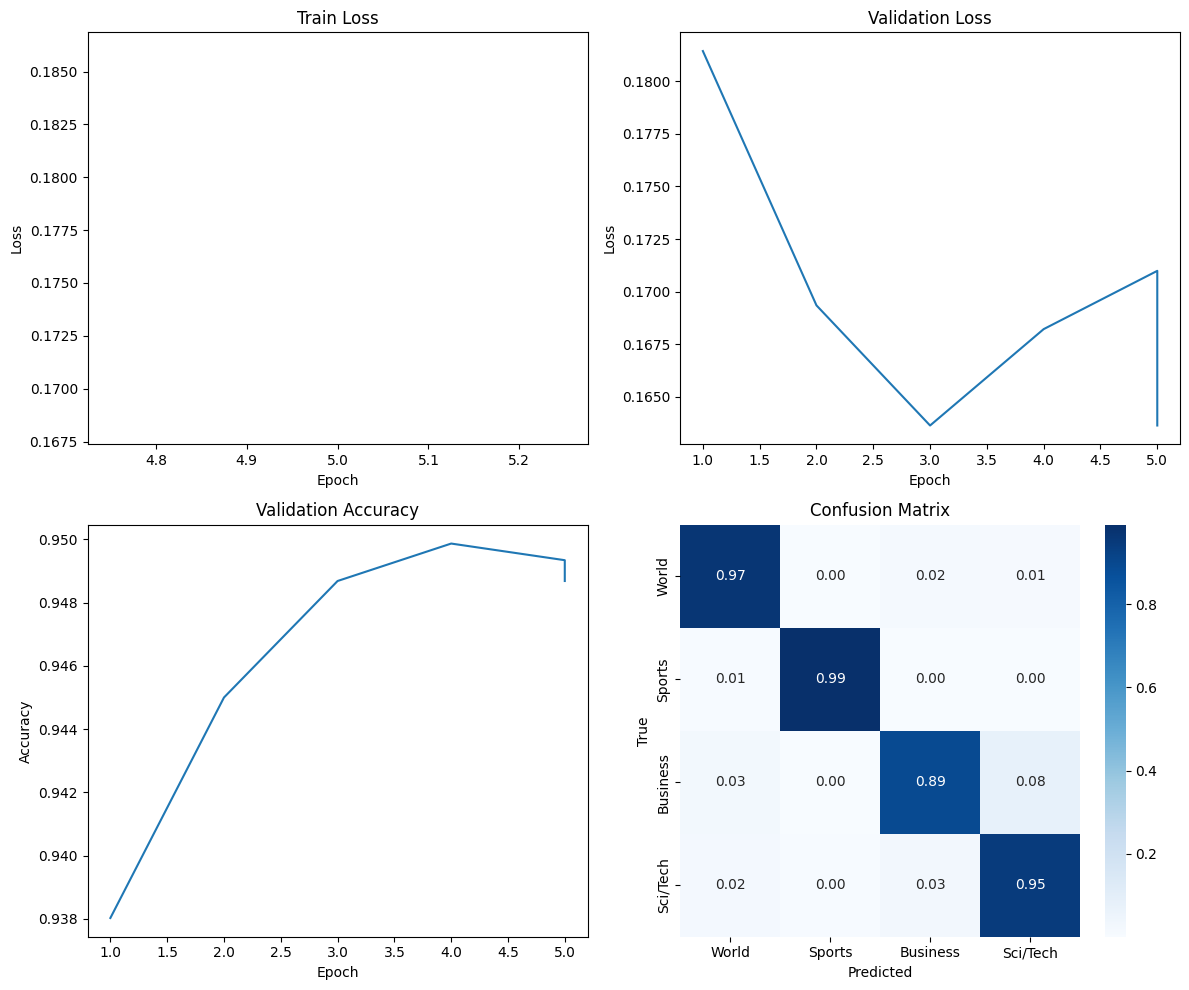 Train Loss
0.1850
0.1825
0.1800
0.1775
0.1750
0.1725
0.1700
0.1675
Loss
4.8 4.9 5.0 5.1 5.2
Epoch
Validation Loss
0.1800
0.1775
0.1750
0.1725
0.1700
0.1675
0.1650
Loss
1.0 1.5 2.0 2.5 3.0 3.5 4.0 4.5 5.0
Epoch
Validation Accuracy
0.950
0.948
0.946
0.944
0.942
0.940
0.938
Accuracy
1.0 1.5 2.0 2.5 3.0 3.5 4.0 4.5 5.0
Epoch
Confusion Matrix
World 0.97 0.00 0.02 0.01
Sports 0.01 0.99 0.00 0.00
Business 0.03 0.00 0.89 0.08
Sci/Tech 0.02 0.00 0.03 0.95
True
World Sports Business Sci/Tech
Predicted
0.8
0.6
0.4
0.2